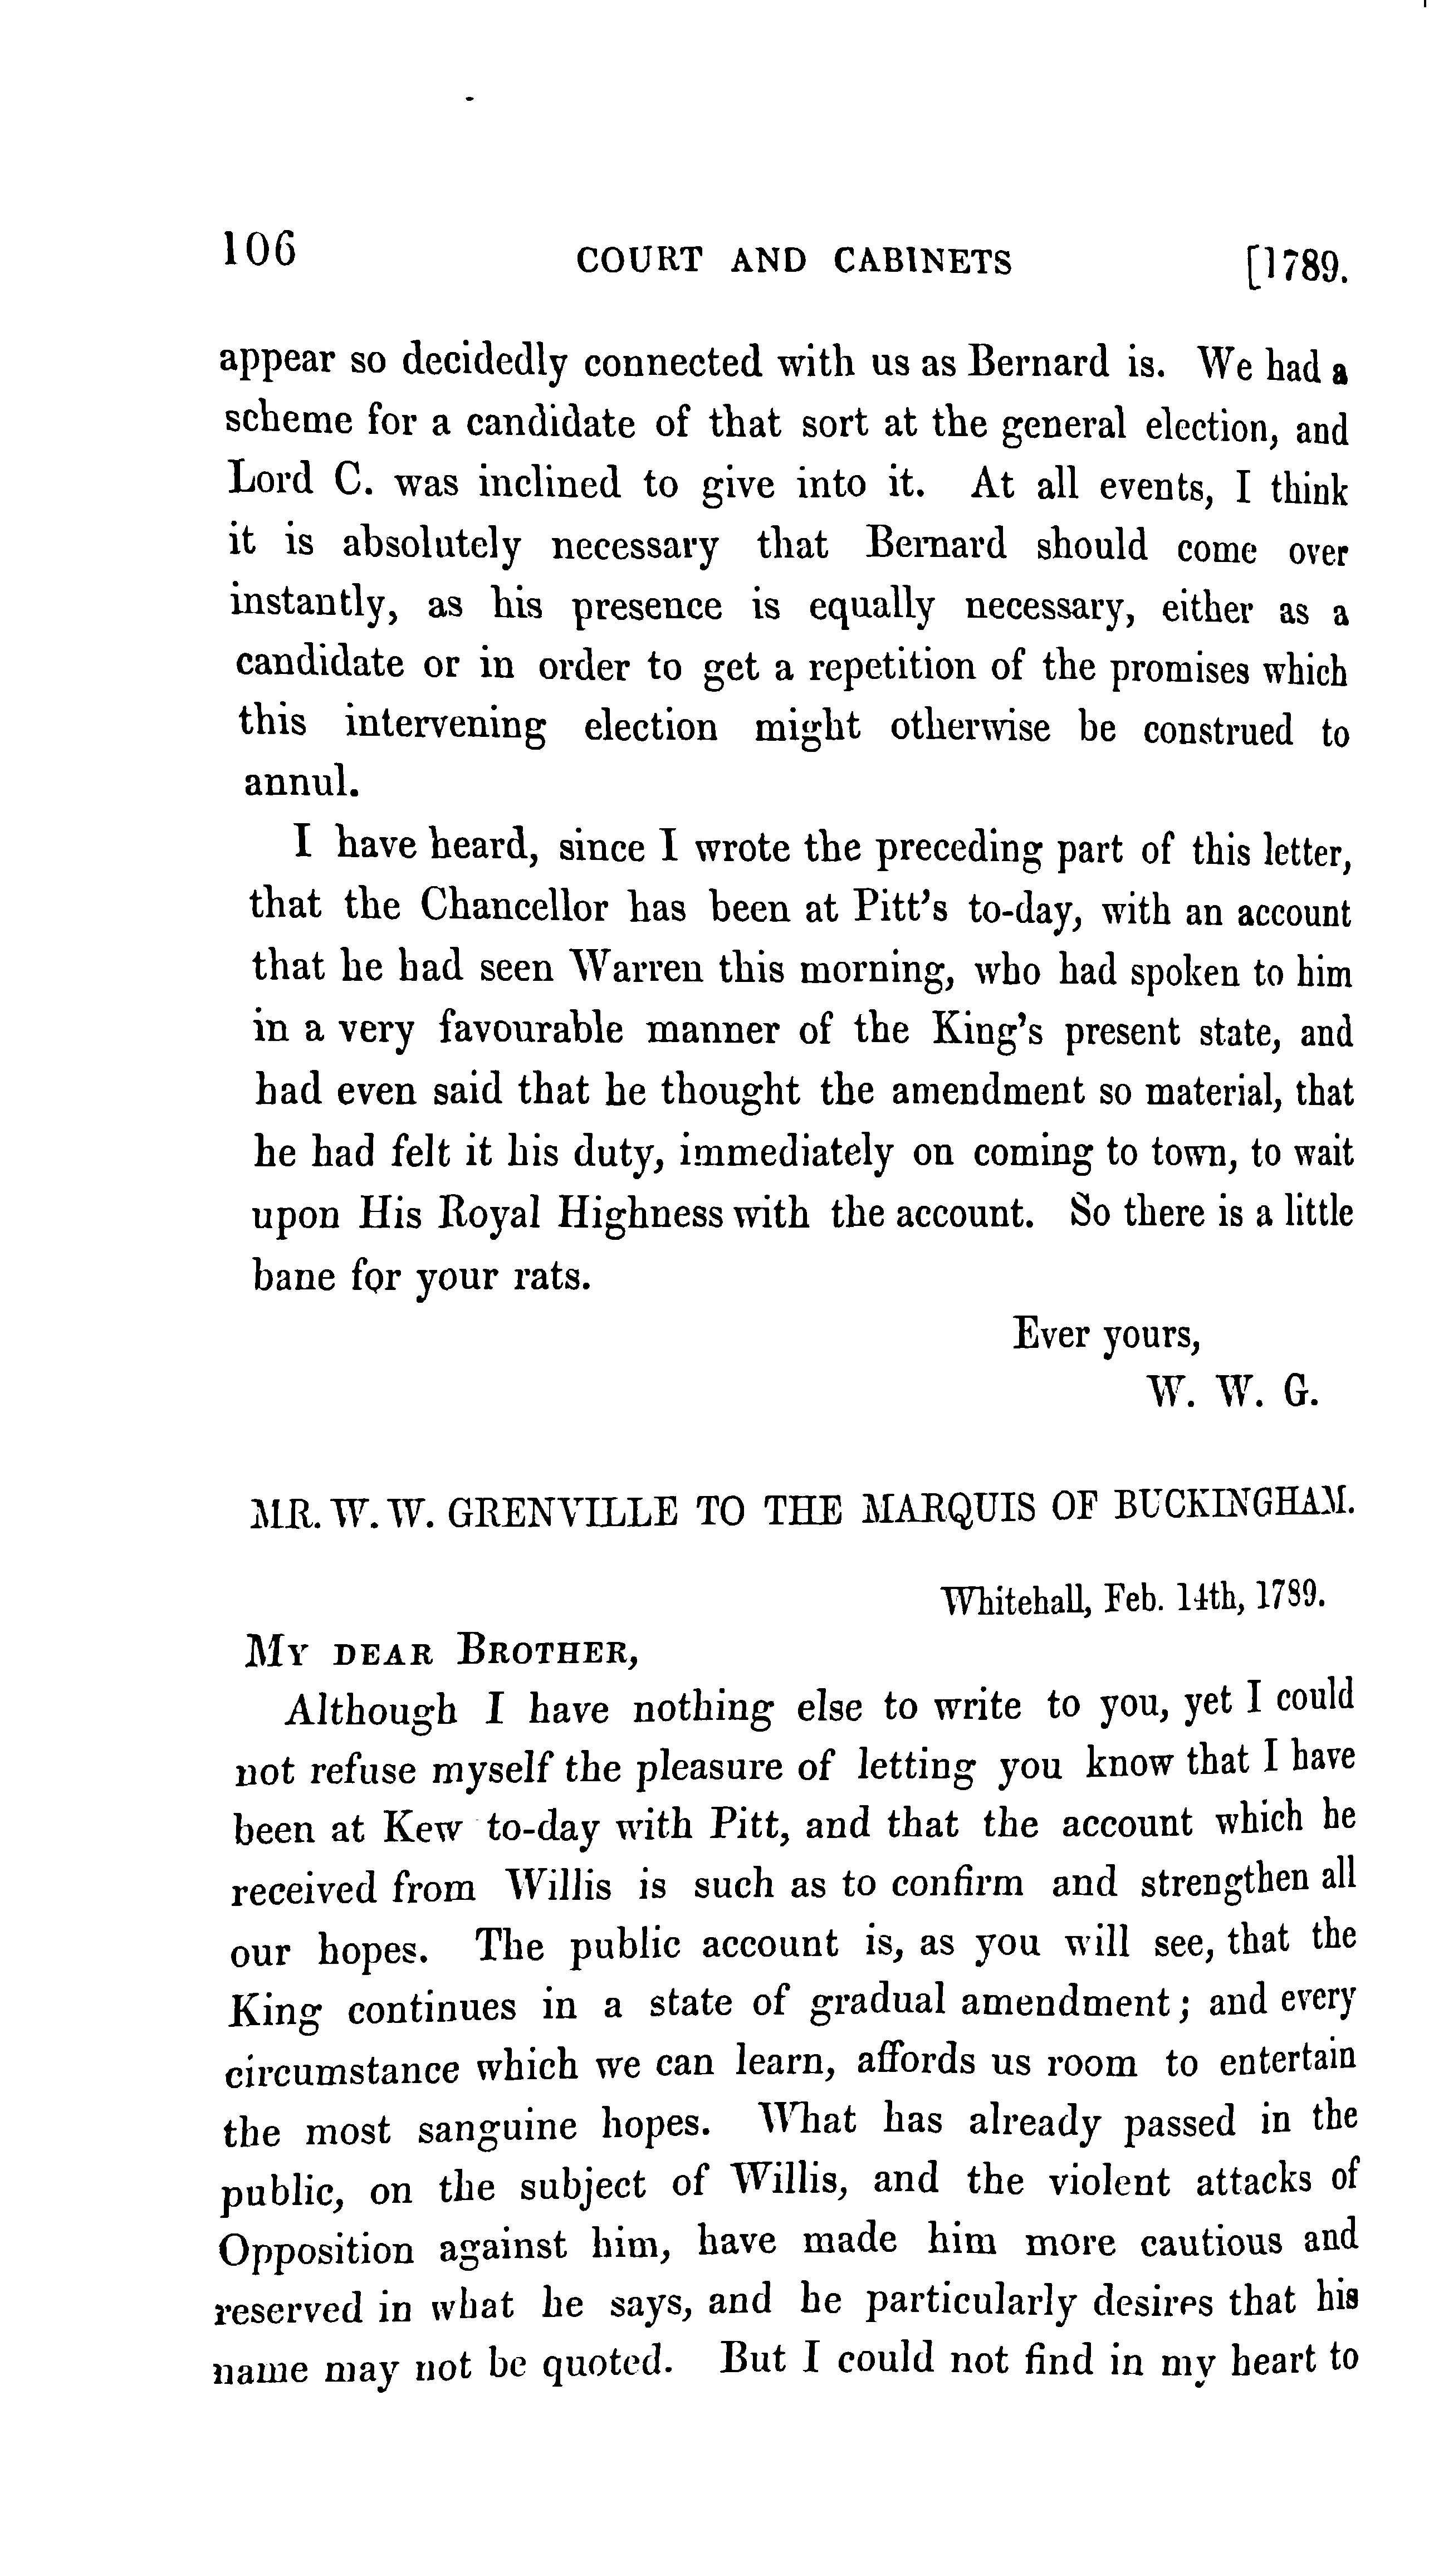 106 COURT AND CABINETS [1789.
appear so decidedly connected with us as Bernard is. We had a
scheme for a candidate of that sort at the general election, and
Lord C. was inclined to give into it. At all events, I think
it is absolutely necessary that Bernard should come over
instantly, as his presence is equally necessary, either as a
candidate or in order to get a repetition of the promises which
this intervening election might otherwise be construed to
annul.
I have heard, since I wrote the preceding part of this letter,
that the Chancellor has been at Pitt's to-day, with an account
that he had seen Warren this morning, who had spoken to him
in a very favourable manner of the King's present state, and
had even said that he thought the amendment so material, that
he had felt it his duty, immediately on coming to town, to wait
upon His Royal Highness with the account. So there is a little
bane for your rats.
Ever yours,
W. W. G.
MR. W. W. GRENVILLE TO THE MARQUIS OF BUCKINGHAM.
Whitehall, Feb. 14th, 1789.
MY DEAR BROTHER,
Although I have nothing else to write to you, yet I could
not refuse myself the pleasure of letting you know that I have
been at Kew to-day with Pitt, and that the account which he
received from Willis is such as to confirm and strengthen all
our hopes. The public account is, as you will see, that the
King continues in a state of gradual amendment; and every
circumstance which we can learn, affords us room to entertain
the most sanguine hopes. What has already passed in the
public, on the subject of Willis, and the violent attacks of
Opposition against him, have made him more cautious and
reserved in what he says, and he particularly desires that his
name may not be quoted. But I could not find in my heart to